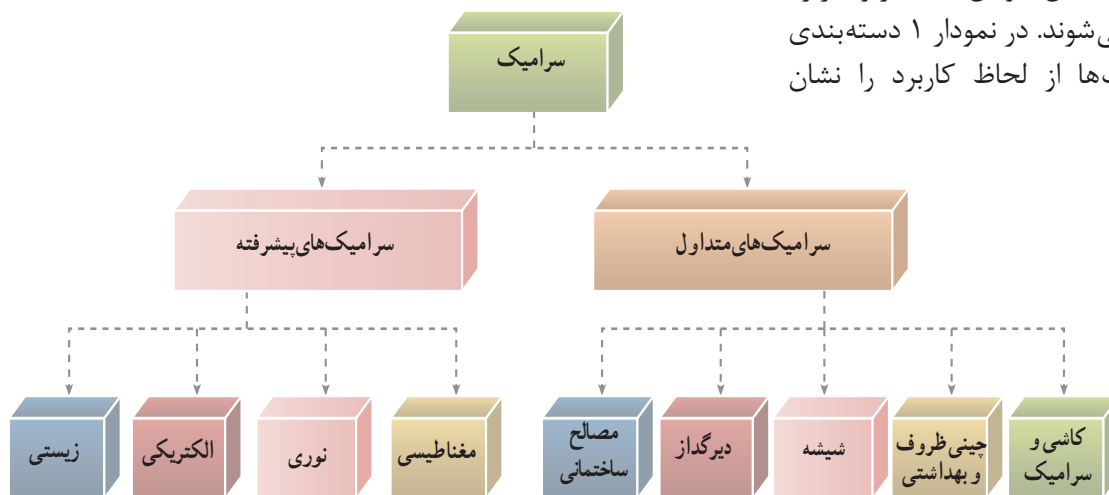 می‌شوند. در نمودار ۱ دسته‌بندی
از لحاظ کاربرد را نشان
سرامیک
سرامیک‌های‌متداول
سرامیک‌های‌پیشرفته
کاشی و
سرامیک
چینی‌ظروف
و بهداشتی
شیشه
دیرگداز
مصالح
ساختمانی
مغناطیسی
نوری
الکتریکی
زیستی